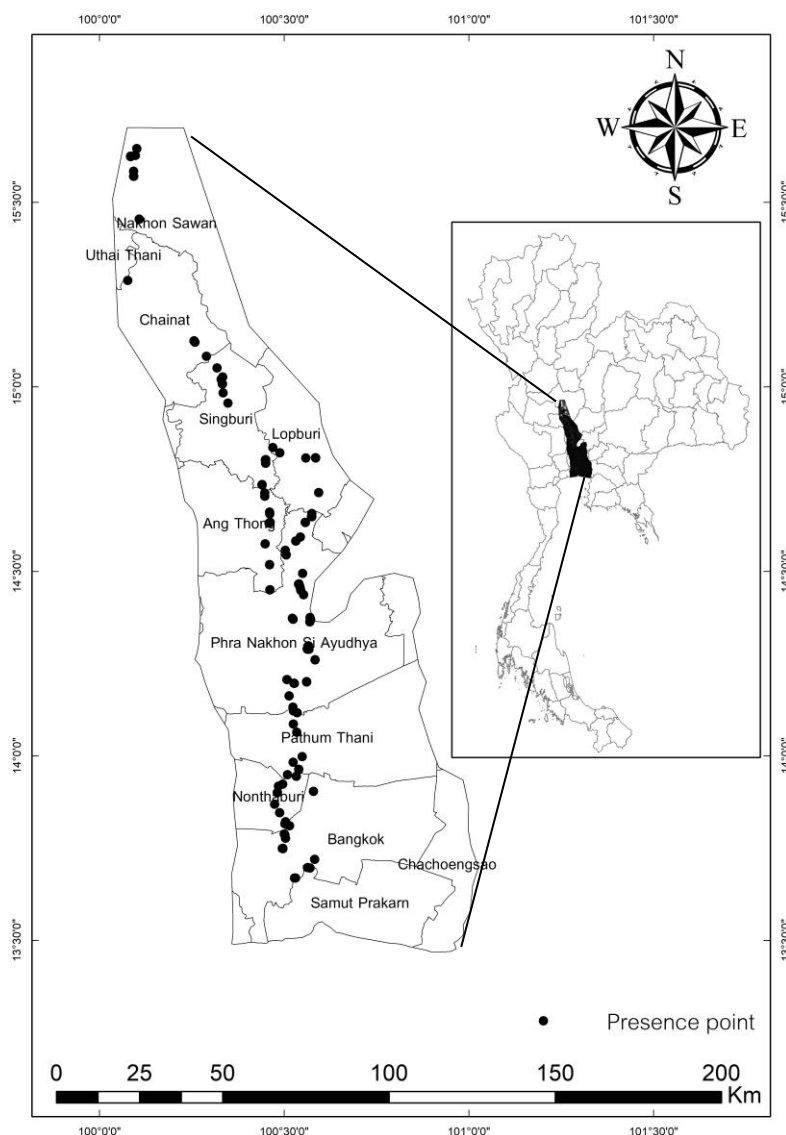 100°0'0" 100°30'0" 101°0'0" 101°30'0"
N
W E
S
15°30'0" 15°30'0"
Nakhon Sawan
Uthai Thani
Chainat
15°0'0" 15°0'0"
Singburi
Lopburi
Ang Thong
14°30'0" 14°30'0"
Phra Nakhon Si Ayudhya
Pathum Thani
14°0'0" 14°0'0"
Nonthaburi
Bangkok
Chachoengsao
Samut Prakarn
13°30'0" 13°30'0"
Presence point
0 25 50 100 150 200
Km
100°0'0" 100°30'0" 101°0'0" 101°30'0"